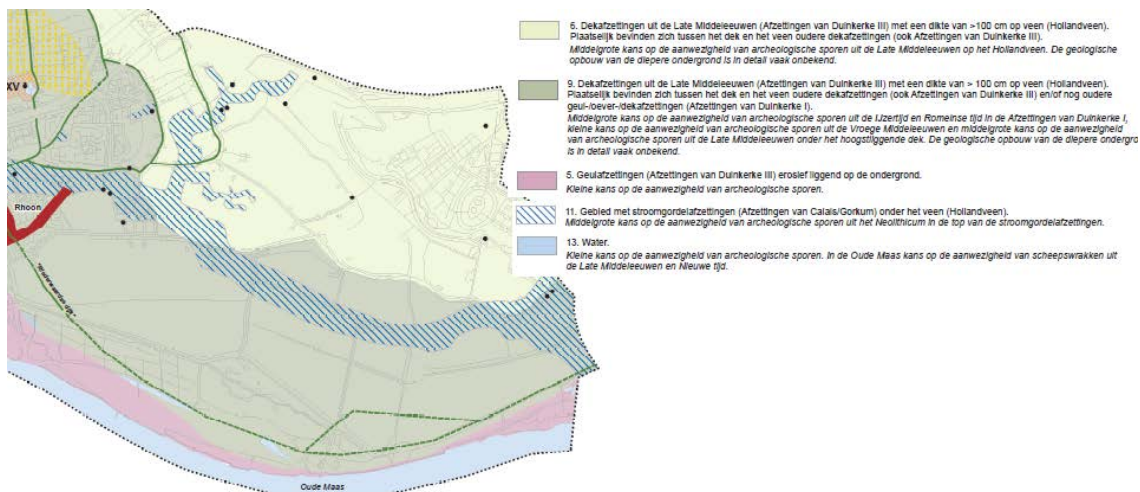 6. Dekafzettingen uit de Late Middeleeuwen (Afzettingen van Duinkerke III) met een dikte van >100 cm op veen (Hollandveen).
Plaatselijk bevinden zich tussen het dek en het veen oudere dekafzettingen (ook Afzettingen van Duinkerke III).
Middelgrote kans op de aanwezigheid van archeologische sporen uit de Late Middeleeuwen op het Hollandveen. De geologische
opbouw van de diepere ondergrond is in detail vaak onbekend.
9. Dekafzettingen uit de Late Middeleeuwen (Afzettingen van Duinkerke III) met een dikte van > 100 cm op veen (Hollandveen).
Plaatselijk bevinden zich tussen het dek en het veen oudere dekafzettingen (ook Afzettingen van Duinkerke III) en/of nog oudere
geul-/oever-/dekafzettingen (Afzettingen van Duinkerke I).
Middelgrote kans op de aanwezigheid van archeologische sporen uit de IJzertijd en Romeinse tijd in de Afzettingen van Duinkerke I,
kleine kans op de aanwezigheid van archeologische sporen uit de Vroege Middeleeuwen en middelgrote kans op de aanwezigheid
van archeologische sporen uit de Late Middeleeuwen onder het hoogstliggende dek. De geologische opbouw van de diepere ondergro
is in detail vaak onbekend.
5. Geulafzettingen (Afzettingen van Duinkerke III) erosief liggend op de ondergrond.
Kleine kans op de aanwezigheid van archeologische sporen.
11. Gebied met stroomgordelafzettingen (Afzettingen van Calais/Gorkum) onder het veen (Hollandveen).
Middelgrote kans op de aanwezigheid van archeologische sporen uit het Neolithicum in de top van de stroomgordelafzettingen.
13. Water.
Kleine kans op de aanwezigheid van archeologische sporen. In de Oude Maas kans op de aanwezigheid van scheepswrakken uit
de Late Middeleeuwen en Nieuwe tijd.
XV
Rhoon
Oude Maas